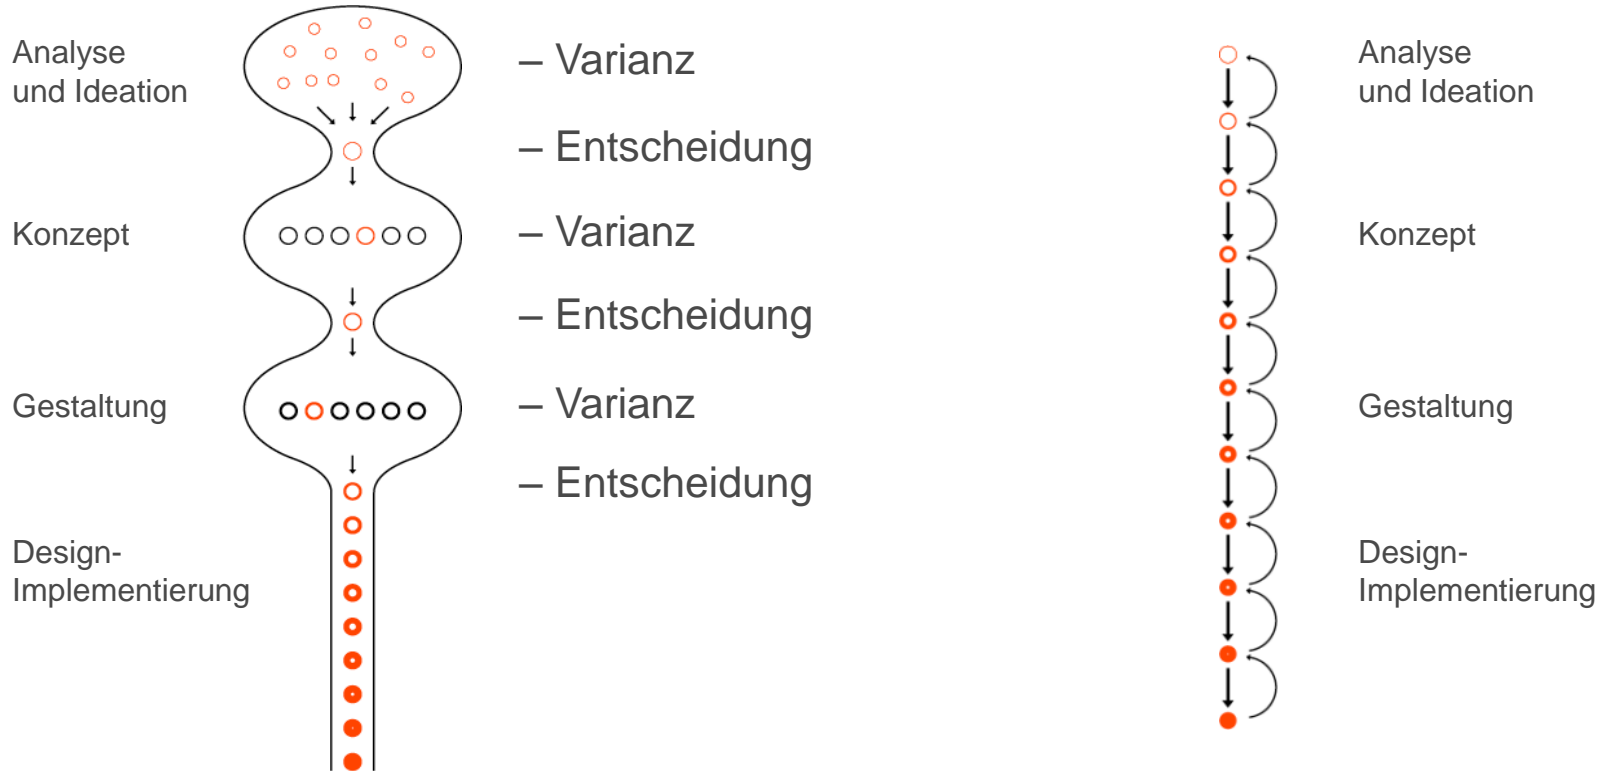 Analyse
und Ideation
– Varianz
– Entscheidung
Konzept
– Varianz
– Entscheidung
Gestaltung
– Varianz
– Entscheidung
Design-
Implementierung
Analyse
und Ideation
Konzept
Gestaltung
Design-
Implementierung